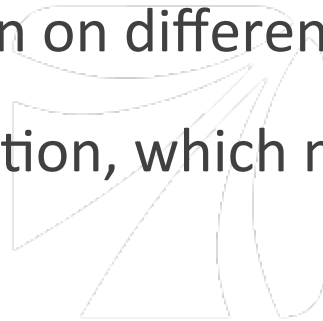 n on differen
tion, which r